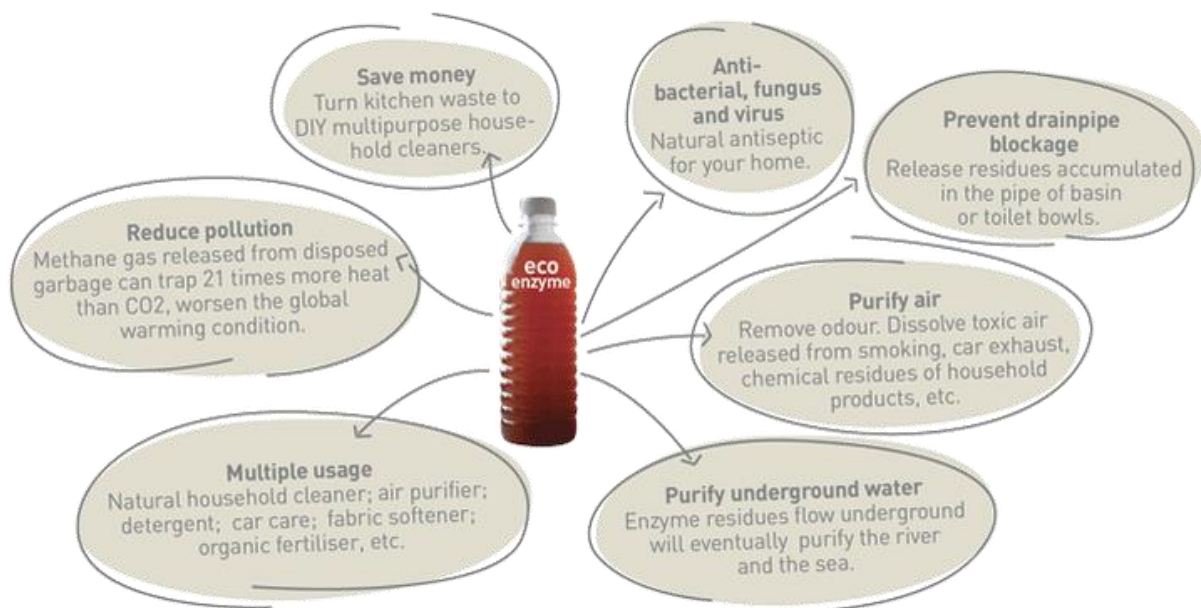 Save money
Turn kitchen waste to
DIY multipurpose house-
hold cleaners.
Anti-
bacterial, fungus
and virus
Natural antiseptic
for your home.
Prevent drainpipe
blockage
Release residues accumulated
in the pipe of basin
or toilet bowls.
Reduce pollution
Methane gas released from disposed
garbage can trap 21 times more heat
than CO2, worsen the global
warming condition.
eco
enzyme
Purify air
Remove odour. Dissolve toxic air
released from smoking, car exhaust,
chemical residues of household
products, etc.
Multiple usage
Natural household cleaner; air purifier;
detergent; car care; fabric softener;
organic fertiliser, etc.
Purify underground water
Enzyme residues flow underground
will eventually purify the river
and the sea.